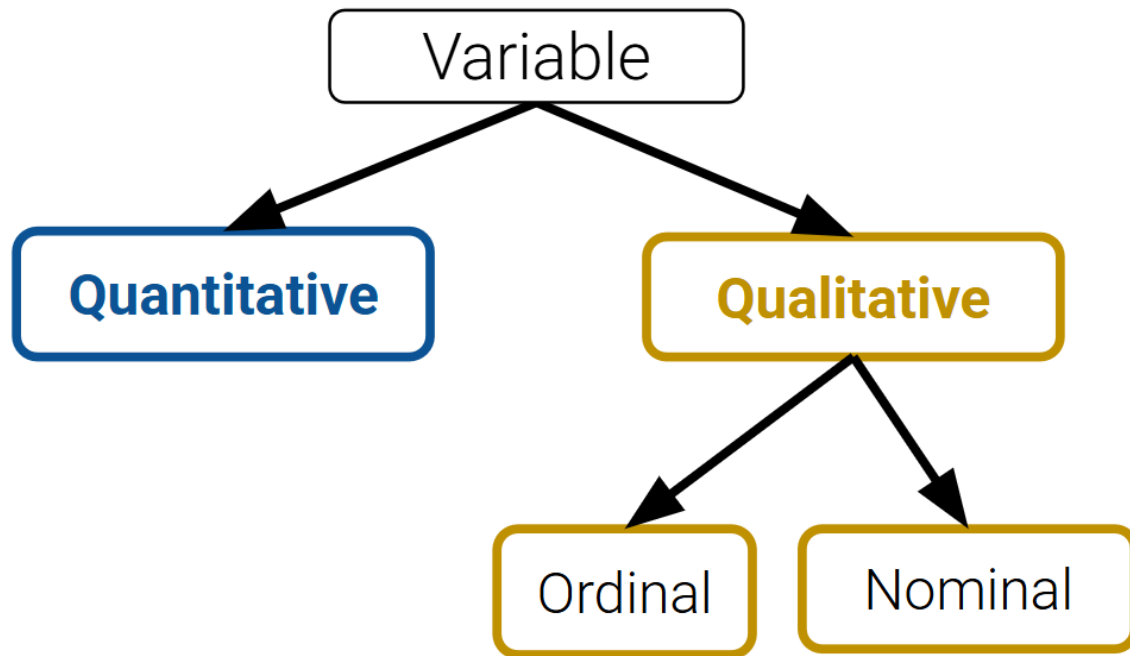 Variable
Quantitative
Qualitative
Ordinal
Nominal